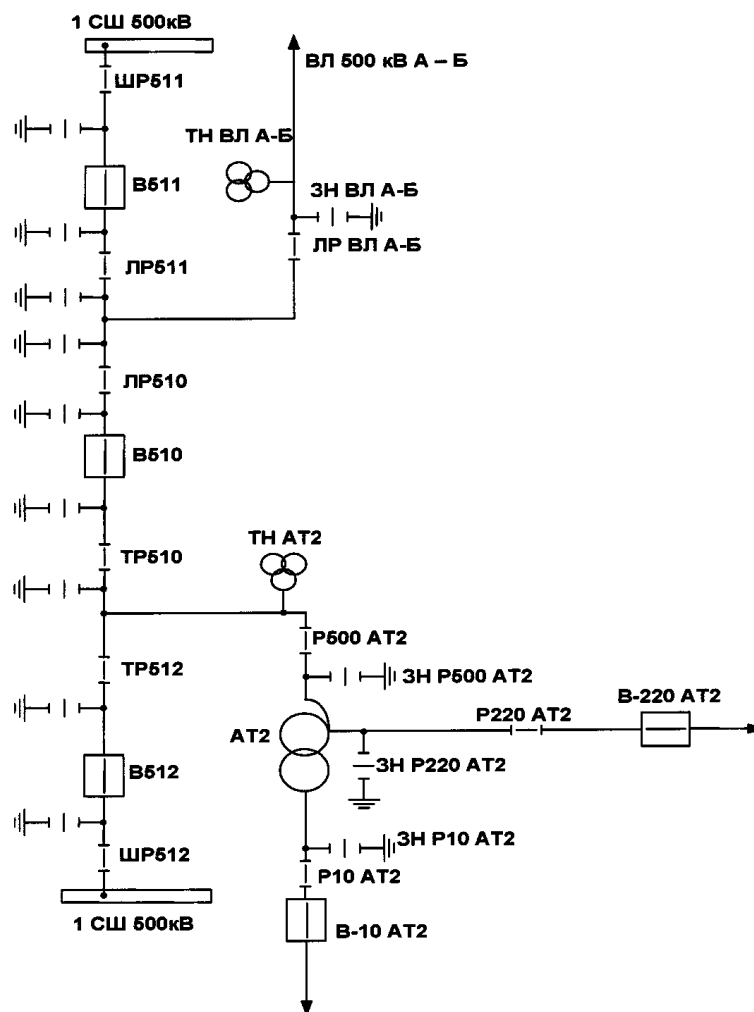 1 СШ 500кВ
ШР511
ВЛ 500 кВ А – Б
ТН ВЛ А-Б
В511
ЗН ВЛ А-Б
ЛР ВЛ А-Б
ЛР511
ЛР510
В510
ТН АТ2
ТР510
Р500 АТ2
ТР512
ЗН Р500 АТ2
В-220 АТ2
Р220 АТ2
АТ2
В512
ЗН Р220 АТ2
ЗН Р10 АТ2
ШР512
Р10 АТ2
1 СШ 500кВ
В-10 АТ2